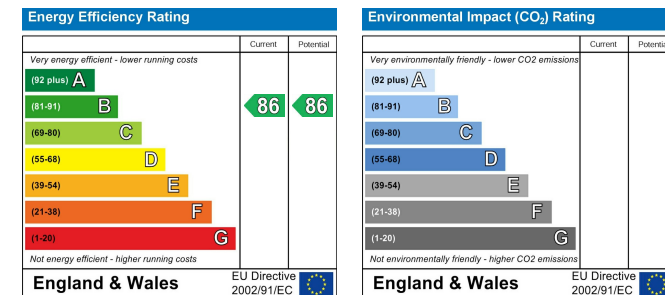 Energy Efficiency Rating
Current Potential
Very energy efficient - lower running costs
(92 plus) A
(81-91) B 86 86
(69-80) C
(55-68) D
(39-54) E
(21-38) F
(1-20) G
Not energy efficient - higher running costs
England & Wales
EU Directive
2002/91/EC
Environmental Impact (CO₂) Rating
Current Potential
Very environmentally friendly - lower CO2 emissions
(92 plus) A
(81-91) B
(69-80) C
(55-68) D
(39-54) E
(21-38) F
(1-20) G
Not environmentally friendly - higher CO2 emissions
England & Wales
EU Directive
2002/91/EC